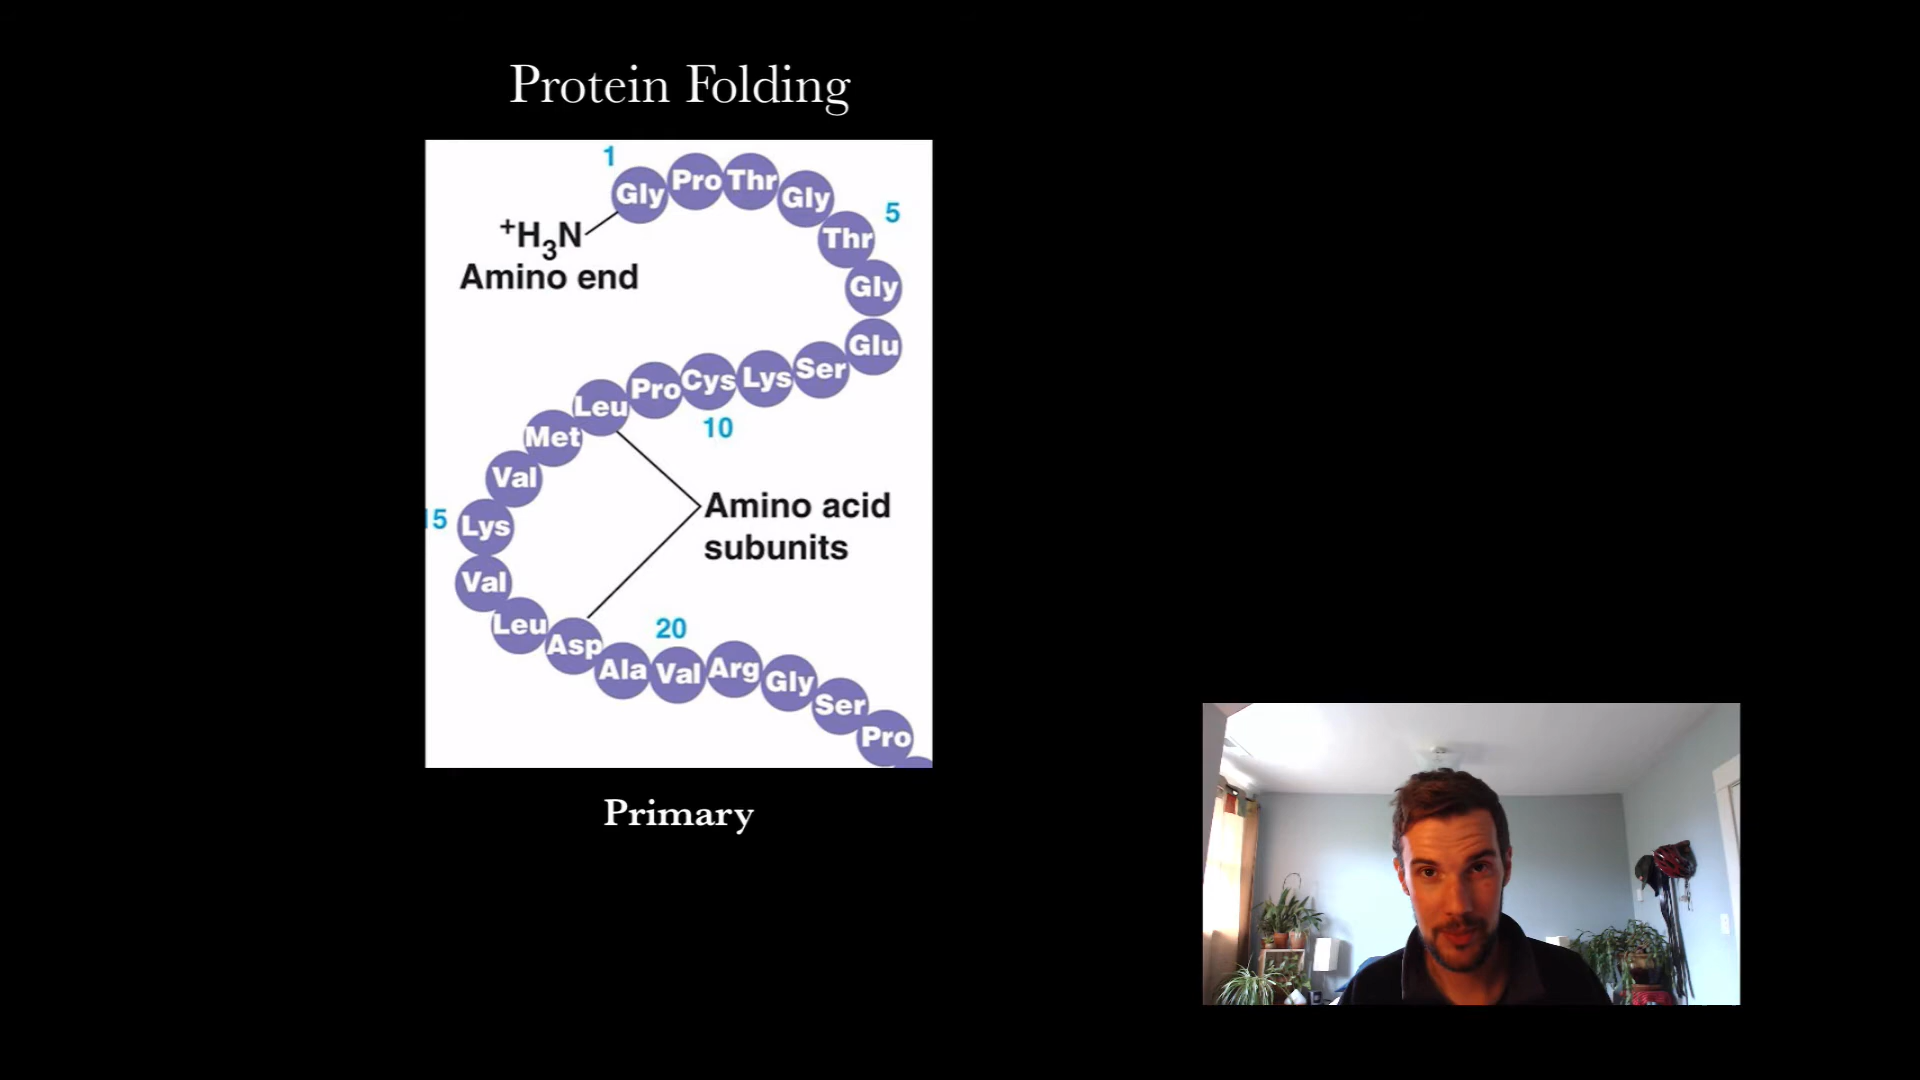 Protein Folding
1
Gly Pro Thr Gly
5
Thr
+H3N
Gly
Amino end
Glu
Leu Pro Cys Lys Ser
10
Met
Val
Amino acid
subunits
15
Lys
Val
Leu
Asp
20
Ala Val Arg Gly
Ser
Pro
Primary